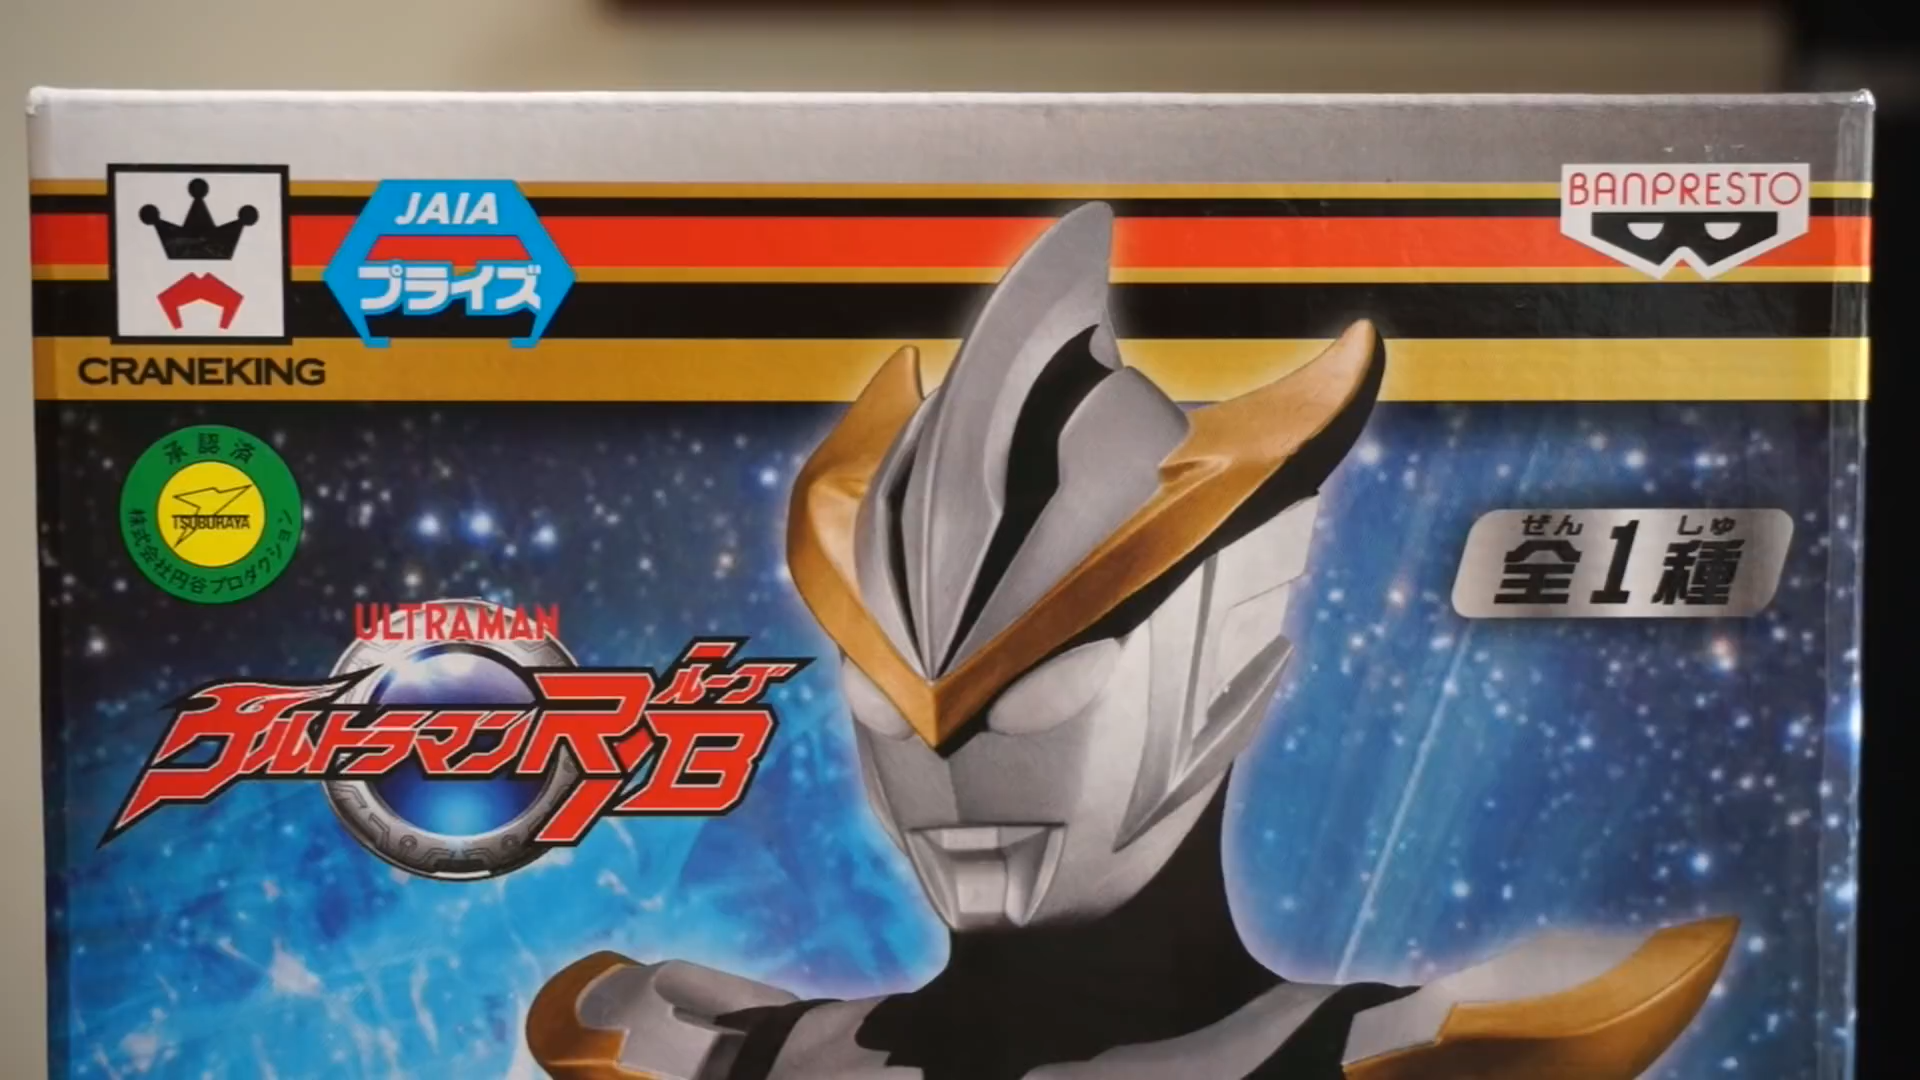 JAIA
プライズ
BANPRESTO
CRANEKING
承認済
TSUBURAYA
株式会社円谷プロダクション
ぜん しゅ
全1種
ULTRAMAN
ルーブ
ウルトラマンR/B